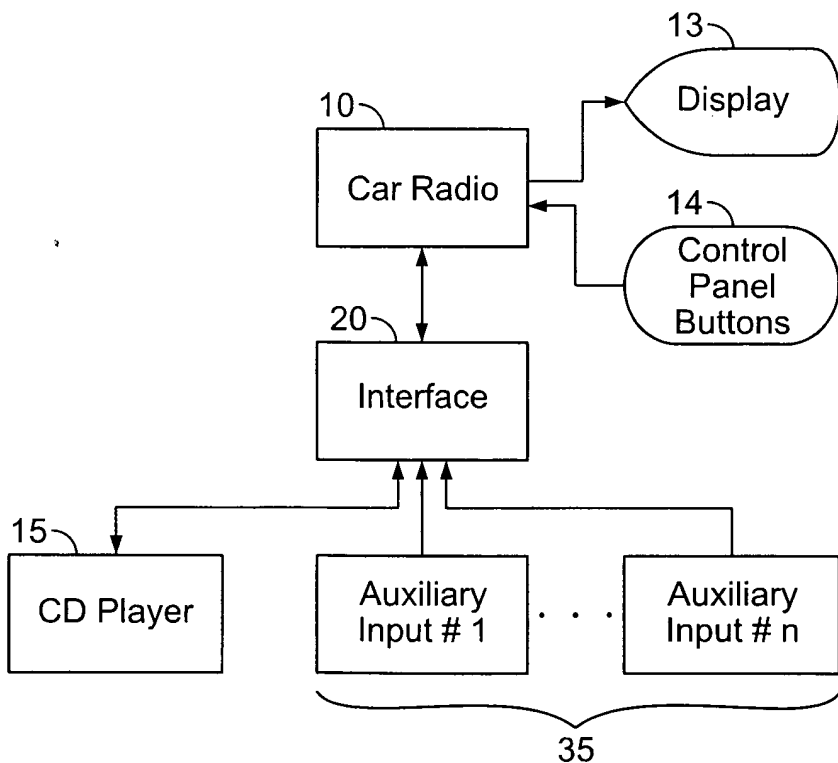 13
Display
10
Car Radio
14
Control
Panel
Buttons
20
Interface
15
CD Player
Auxiliary
Input # 1
. . .
Auxiliary
Input # n
35